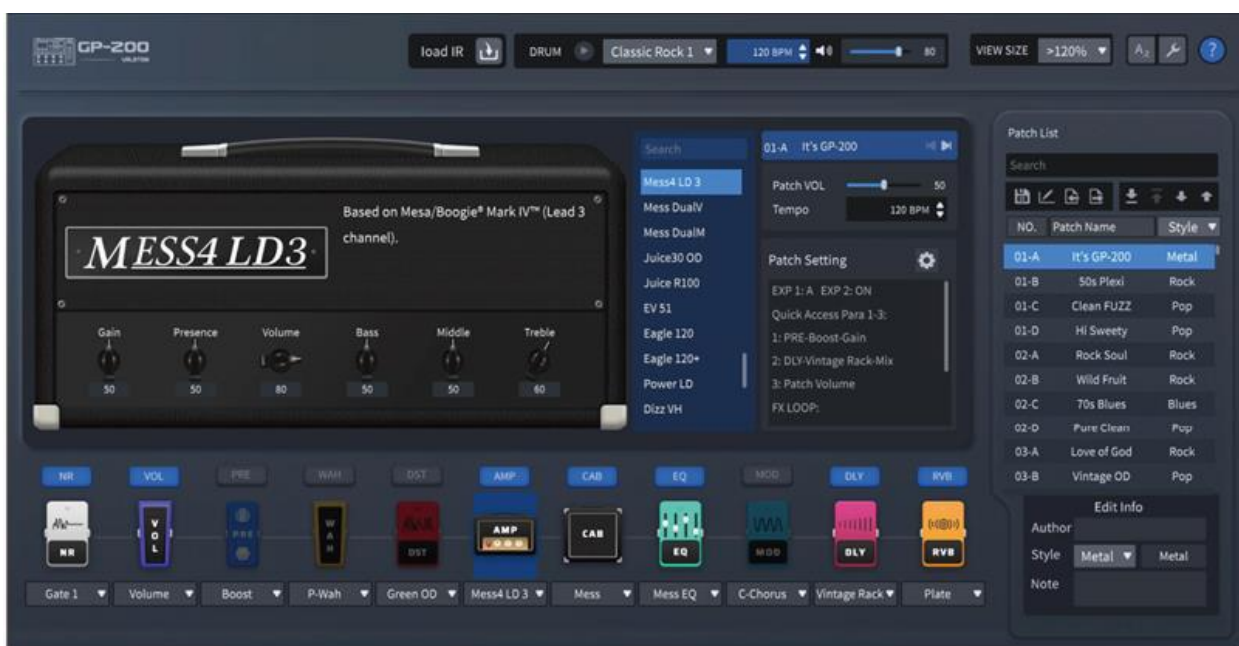 GP-200
VALETON
load IR
DRUM
Classic Rock 1
120 BPM
80
VIEW SIZE
>120%
Az
?
Based on Mesa/Boogie® Mark IV™ (Lead 3
channel).
MESS4 LD3
Gain Presence Volume Bass Middle Treble
50 50 80 50 50 60
Search
Mess4 LD 3
Mess DualV
Mess DualM
Juice30 OD
Juice R100
EV 51
Eagle 120
Eagle 120+
Power LD
Dizz VH
01-A It's GP-200
Patch VOL 50
Tempo 120 BPM
Patch Setting
EXP 1: A EXP 2: ON
Quick Access Para 1-3:
1: PRE-Boost-Gain
2: DLY-Vintage Rack-Mix
3: Patch Volume
FX LOOP:
Patch List
Search
NO. Patch Name Style
01-A It's GP-200 Metal
01-B 50s Plexi Rock
01-C Clean FUZZ Pop
01-D Hi Sweety Pop
02-A Rock Soul Rock
02-B Wild Fruit Rock
02-C 70s Blues Blues
02-D Pure Clean Pop
03-A Love of God Rock
03-B Vintage OD Pop
Edit Info
Author
Style Metal Metal
Note
NR VOL PRE WAH DST AMP CAB EQ MOD DLY RVB
NR VOL PRE WAH DST AMP CAB EQ MOD DLY RVB
Gate 1 Volume Boost P-Wah Green OD Mess4 LD 3 Mess Mess EQ C-Chorus Vintage Rack Plate